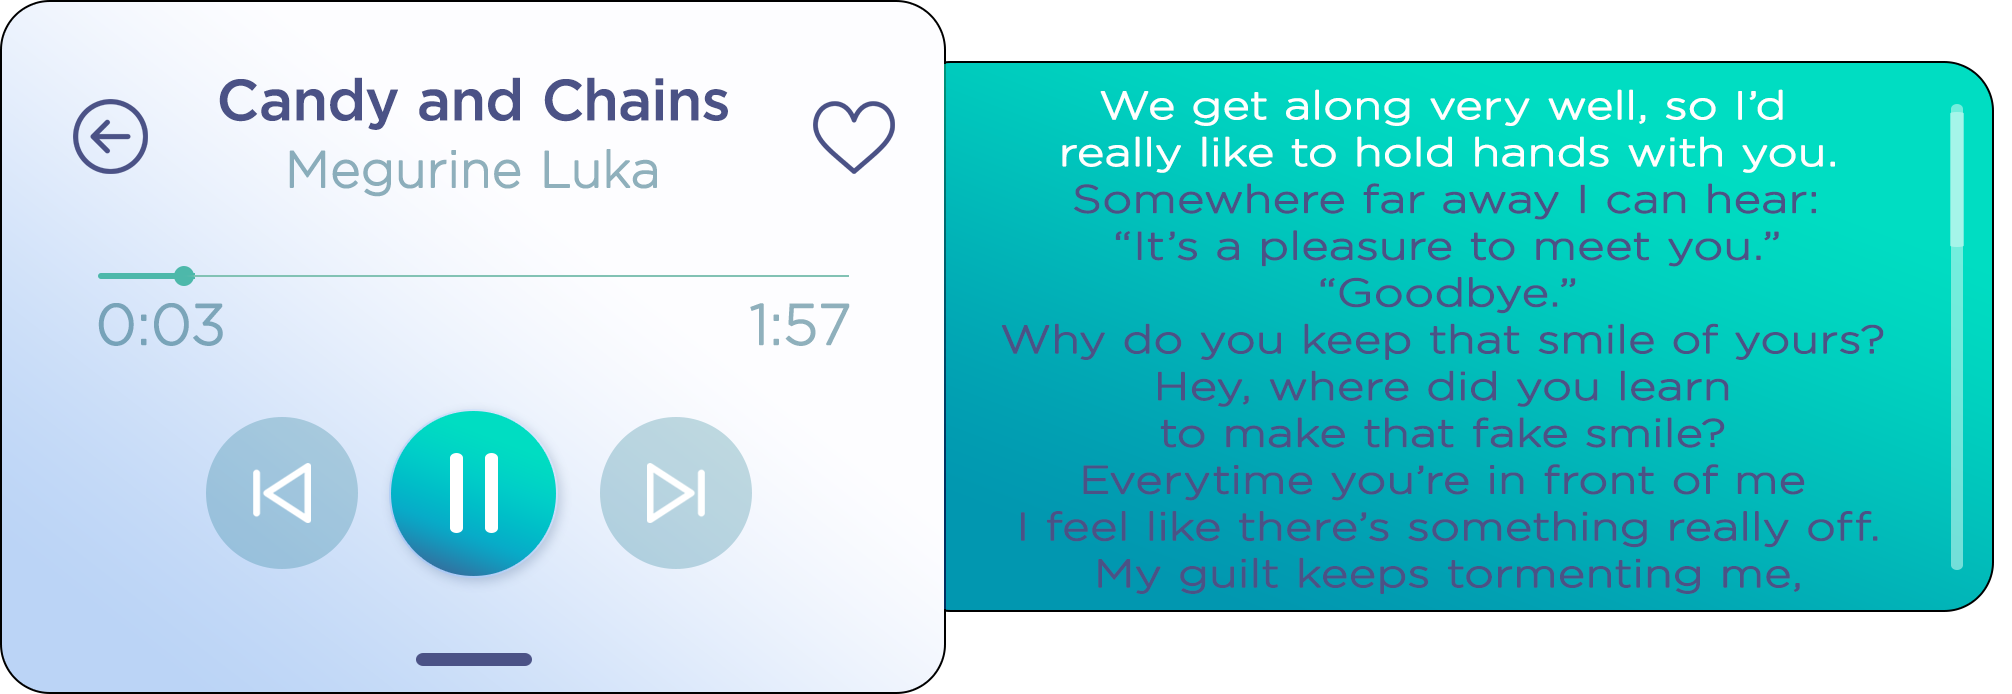 Candy and Chains
Megurine Luka
0:03
1:57
We get along very well, so I’d
really like to hold hands with you.
Somewhere far away I can hear:
“It’s a pleasure to meet you.”
“Goodbye.”
Why do you keep that smile of yours?
Hey, where did you learn
to make that fake smile?
Everytime you’re in front of me
I feel like there’s something really off.
My guilt keeps tormenting me,